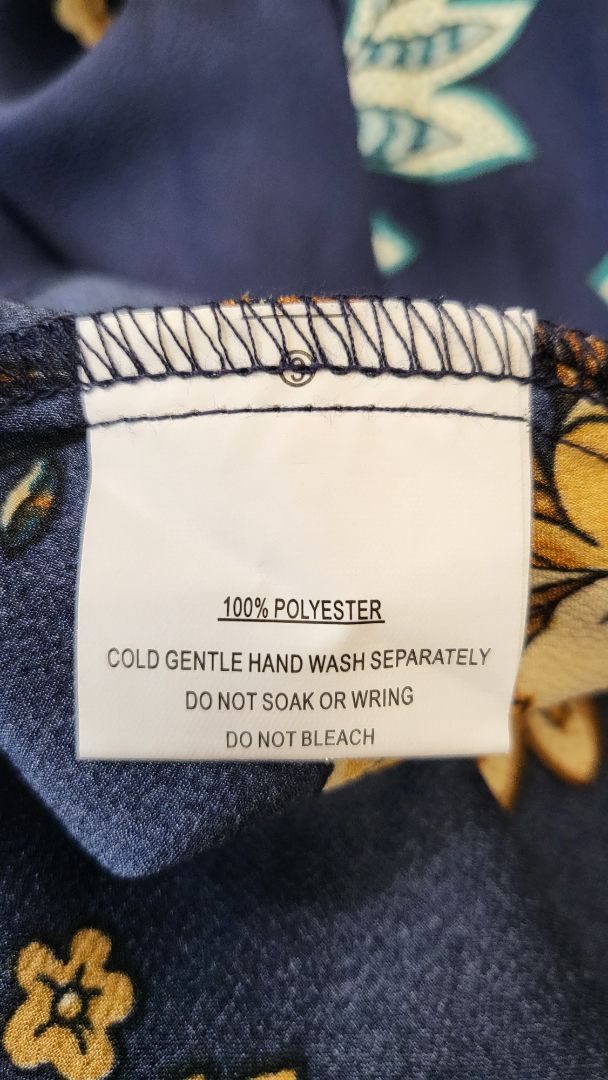 100% POLYESTER
COLD GENTLE HAND WASH SEPARATELY
DO NOT SOAK OR WRING
DO NOT BLEACH